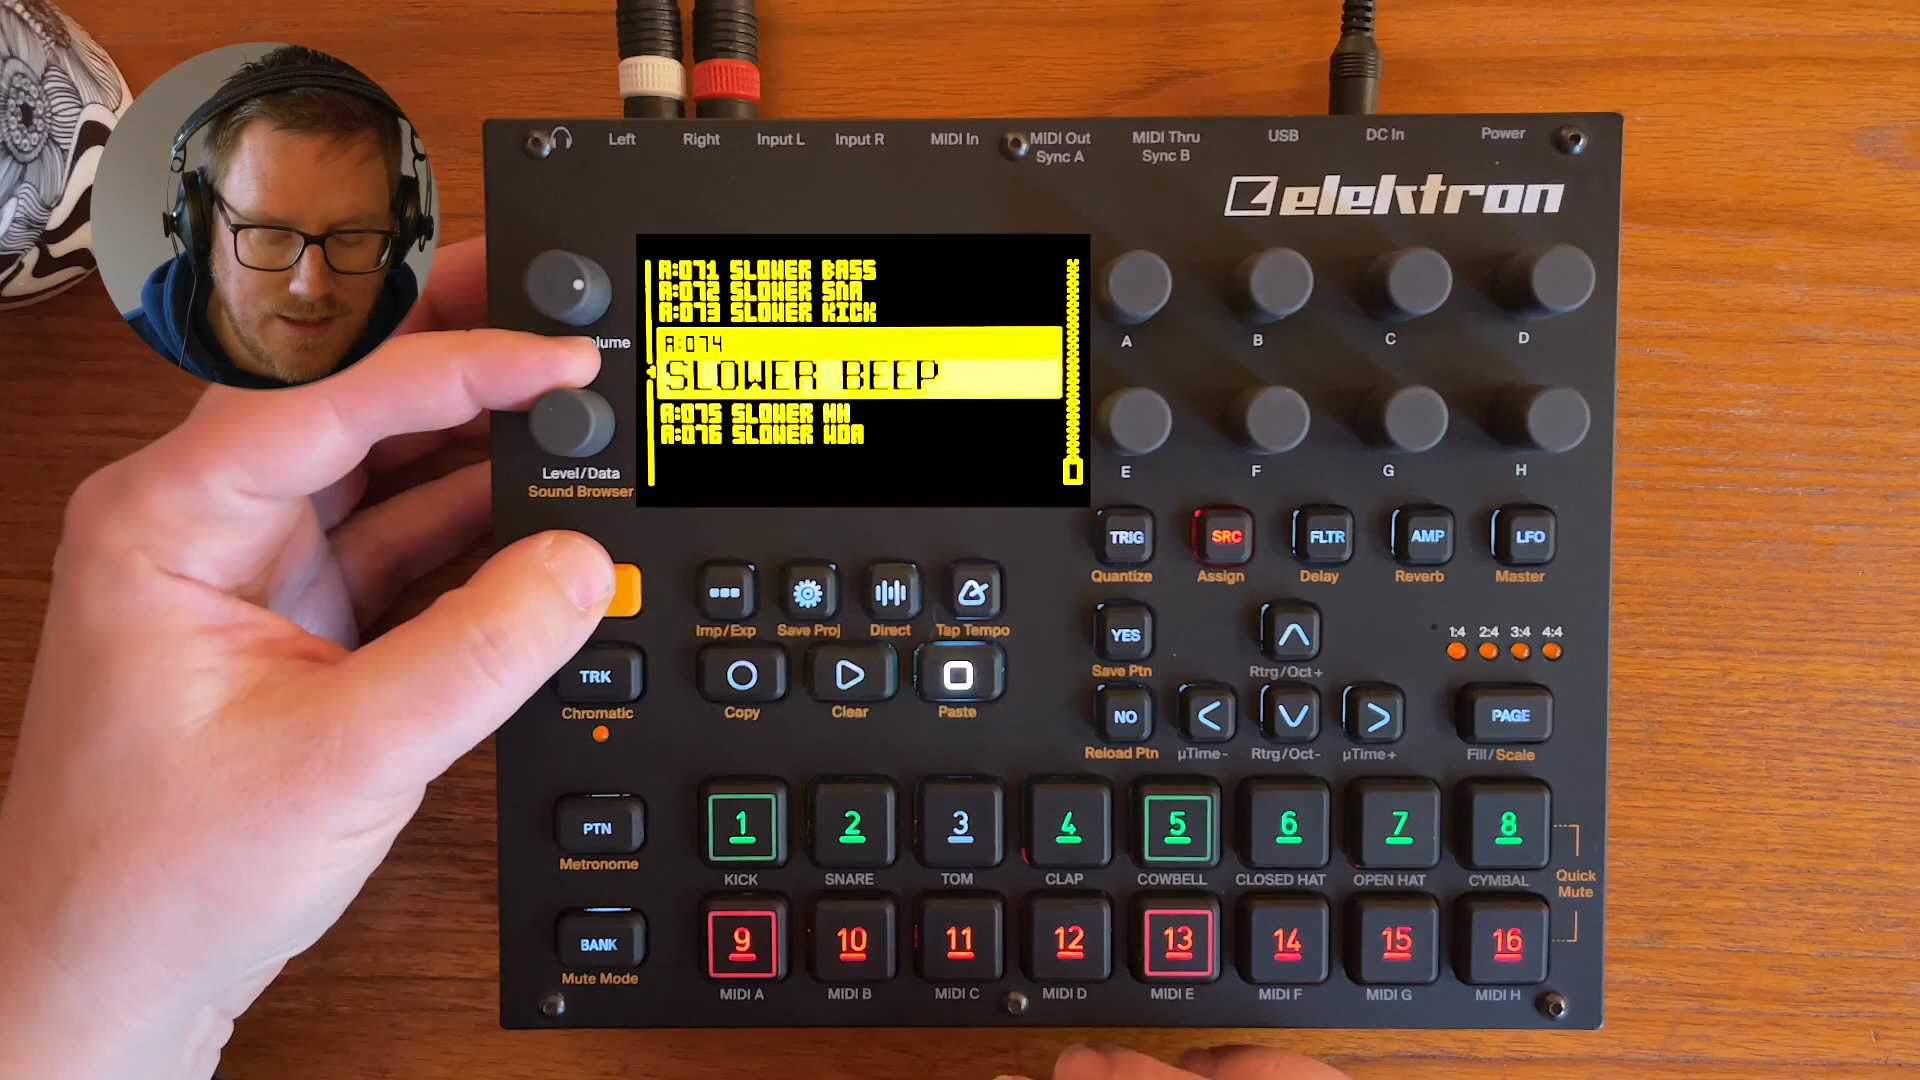 Left Right Input L Input R MIDI In MIDI Out MIDI Thru USB DC In Power
Sync A Sync B
elektron
A:071 SLOWER BASS
A:072 SLOWER SNA
A:073 SLOWER KICK
A:074
SLOWER BEEP
A:075 SLOWER HH
A:076 SLOWER WOA
A B C D
Level/Data
Sound Browser
E F G H
TRIG SRC FLTR AMP LFO
Quantize Assign Delay Reverb Master
Imp/Exp Save Proj Direct Tap Tempo
YES
Save Ptn Rtrg/Oct+
1:4 2:4 3:4 4:4
TRK
Chromatic
Copy Clear Paste
NO PAGE
Reload Ptn µTime- Rtrg/Oct- µTime+ Fill/Scale
PTN
Metronome
1 2 3 4 5 6 7 8
KICK SNARE TOM CLAP COWBELL CLOSED HAT OPEN HAT CYMBAL
Quick
Mute
BANK
Mute Mode
9 10 11 12 13 14 15 16
MIDI A MIDI B MIDI C MIDI D MIDI E MIDI F MIDI G MIDI H